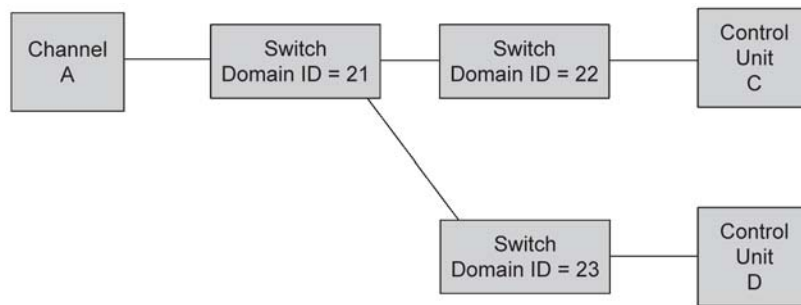 Channel
A
Switch
Domain ID = 21
Switch
Domain ID = 22
Control
Unit
C
Switch
Domain ID = 23
Control
Unit
D